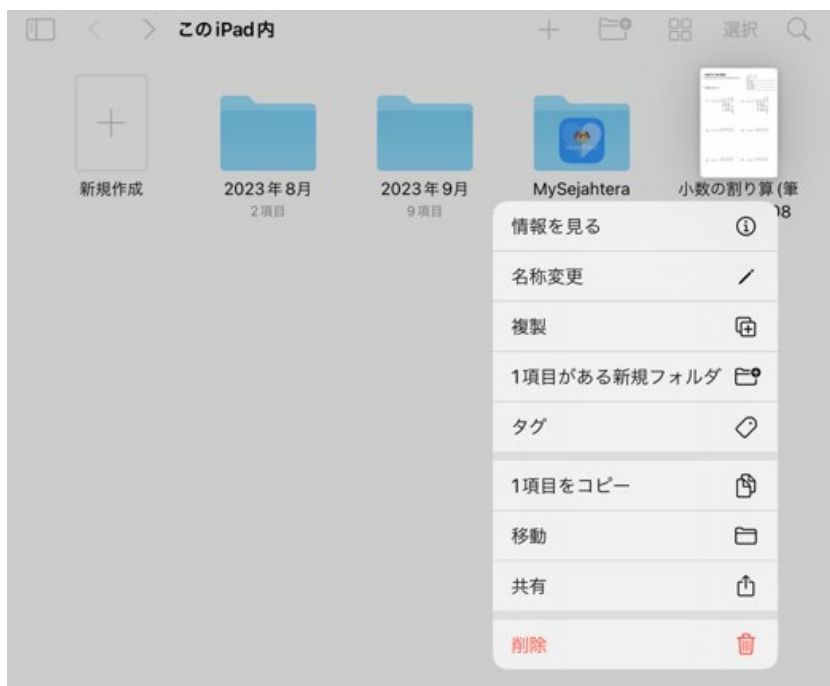 このiPad内
選択
新規作成
2023年8月
2項目
2023年9月
9項目
MySejahtera
小数の割り算(筆
08
情報を見る
名称変更
複製
1項目がある新規フォルダ
タグ
1項目をコピー
移動
共有
削除